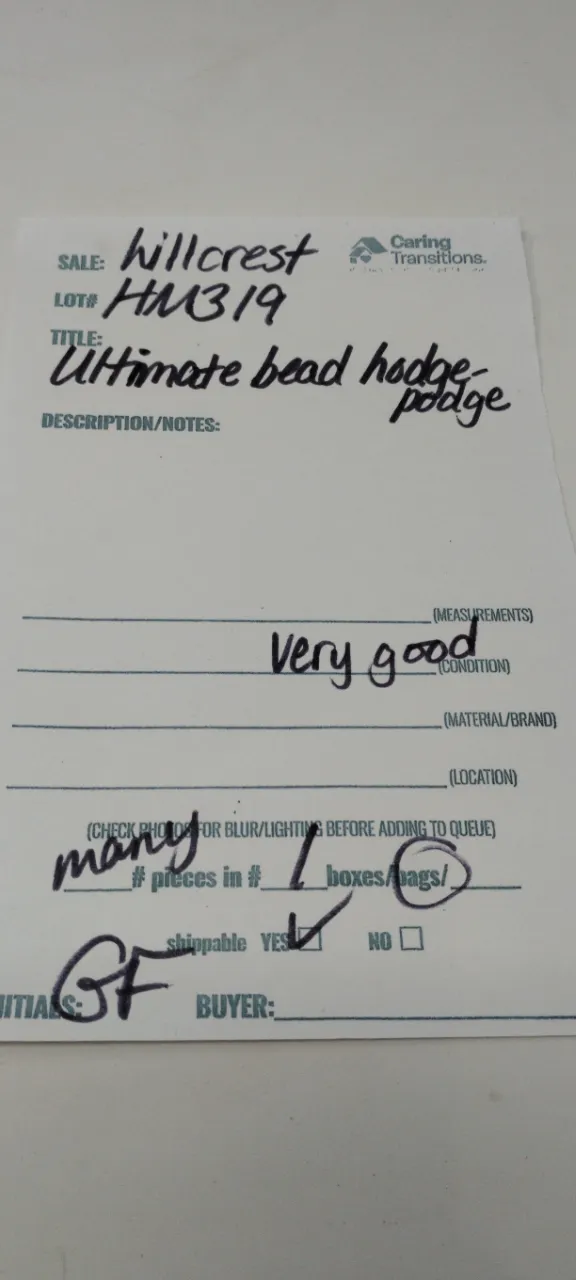 SALE: hillcrest
Caring
Transitions.
LOT# HM319
TITLE:
Ultimate bead hodge-
podge
DESCRIPTION/NOTES:
(MEASUREMENTS)
very good (CONDITION)
(MATERIAL/BRAND)
(LOCATION)
(CHECK PHOTOS FOR BLUR/LIGHTING BEFORE ADDING TO QUEUE)
many # pieces in # 1 boxes/bags/
shippable YES NO
ITIALS: GF BUYER: